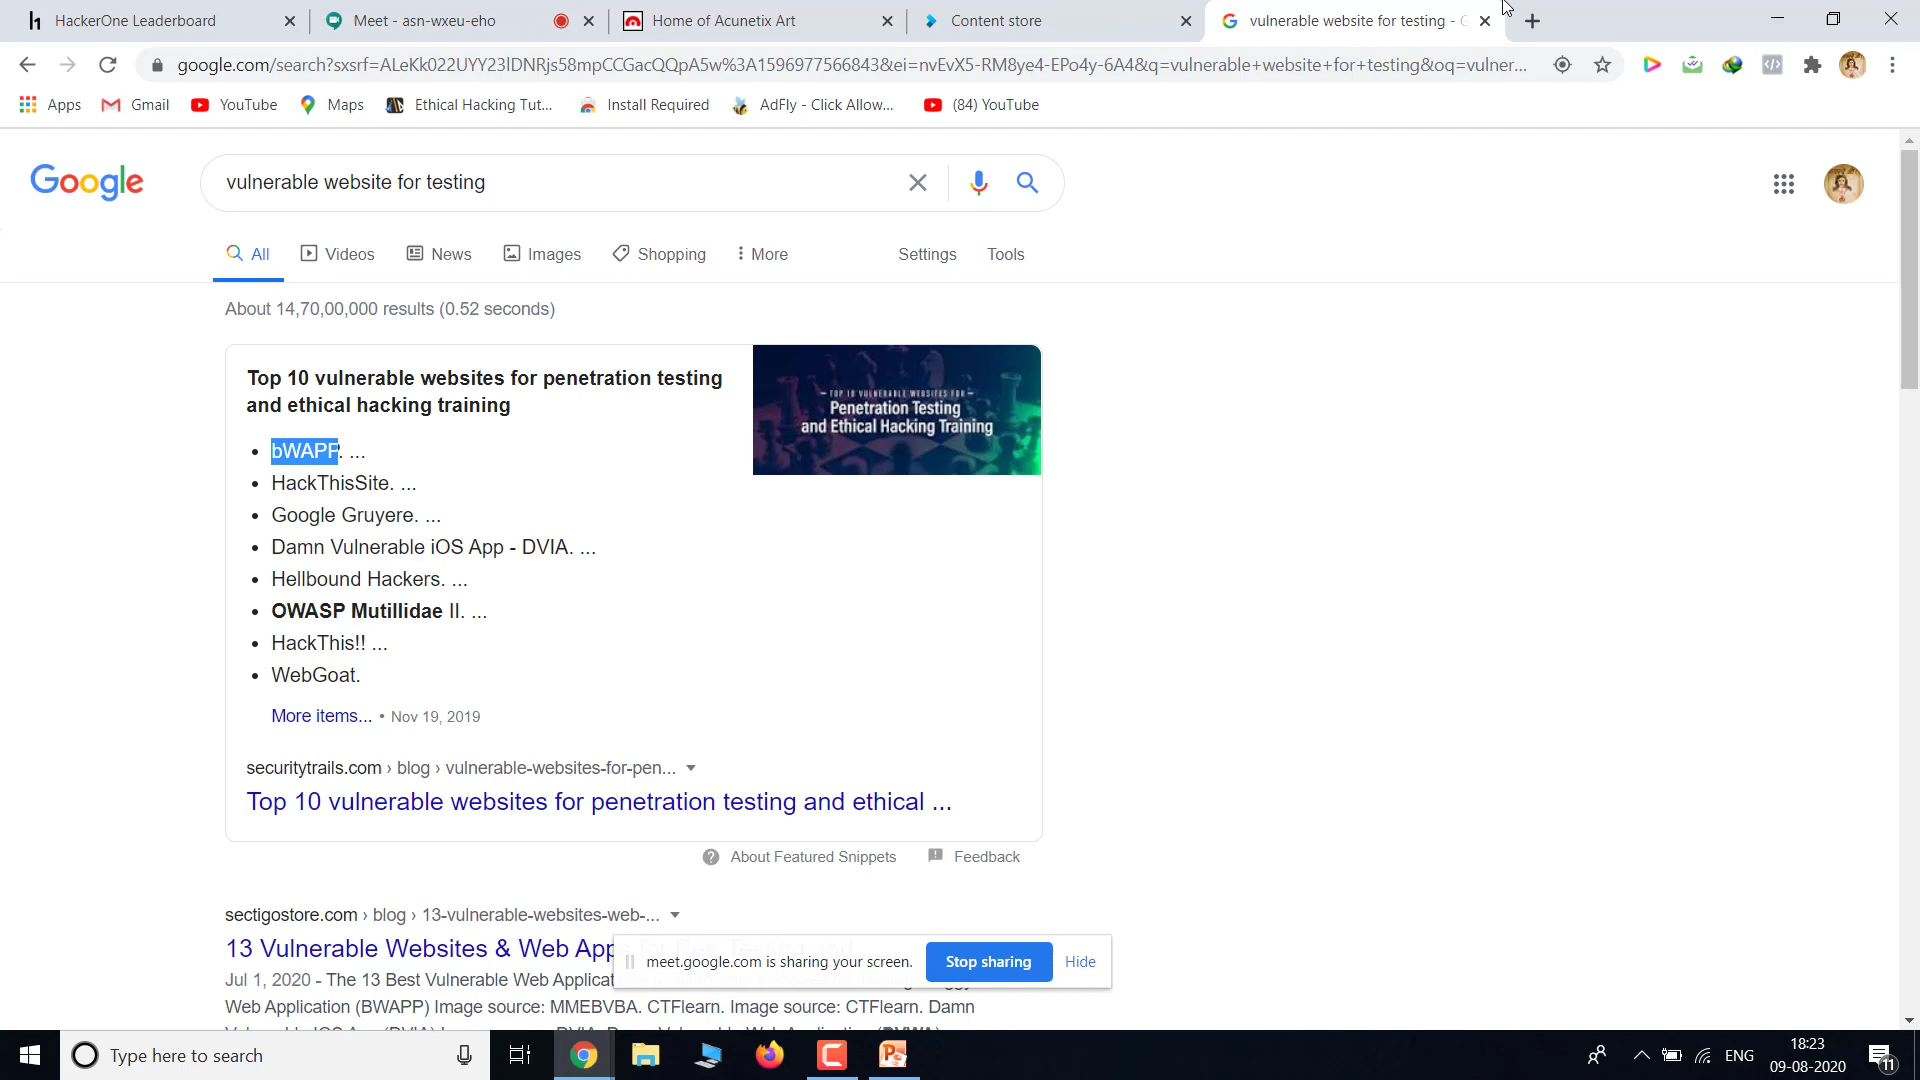 HackerOne Leaderboard
Meet - asn-wxeu-eho
Home of Acunetix Art
Content store
vulnerable website for testing - G
google.com/search?sxsrf=ALeKk022UYY23lDNRjs58mpCCGacQQpA5w%3A1596977566843&ei=nvEvX5-RM8ye4-EPo4y-6A4&q=vulnerable+website+for+testing&oq=vulner...
Apps
Gmail
YouTube
Maps
Ethical Hacking Tut...
Install Required
AdFly - Click Allow...
(84) YouTube
Google
vulnerable website for testing
All
Videos
News
Images
Shopping
More
Settings
Tools
About 14,70,00,000 results (0.52 seconds)
Top 10 vulnerable websites for penetration testing
and ethical hacking training
• bWAPP. ...
• HackThisSite. ...
• Google Gruyere. ...
• Damn Vulnerable iOS App - DVIA. ...
• Hellbound Hackers. ...
• OWASP Mutillidae II. ...
• HackThis!! ...
• WebGoat.
More items... • Nov 19, 2019
– TOP 10 VULNERABLE WEBSITES FOR –
Penetration Testing
and Ethical Hacking Training
securitytrails.com › blog › vulnerable-websites-for-pen...
Top 10 vulnerable websites for penetration testing and ethical ...
About Featured Snippets
Feedback
sectigostore.com › blog › 13-vulnerable-websites-web-...
13 Vulnerable Websites & Web App
Jul 1, 2020 - The 13 Best Vulnerable Web Applicat
Web Application (BWAPP) Image source: MMEBVBA. CTFlearn. Image source: CTFlearn. Damn
meet.google.com is sharing your screen.
Stop sharing
Hide
Type here to search
ENG
18:23
09-08-2020
11